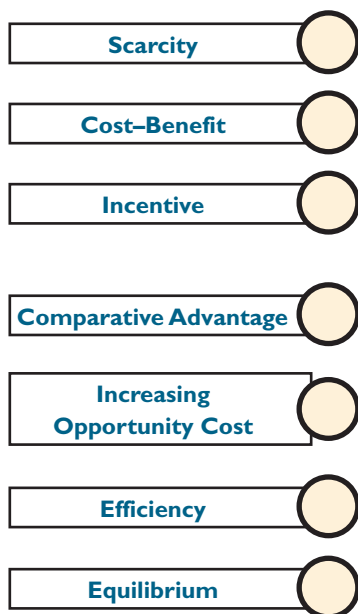 Scarcity
Cost–Benefit
Incentive
Comparative Advantage
Increasing
Opportunity Cost
Efficiency
Equilibrium